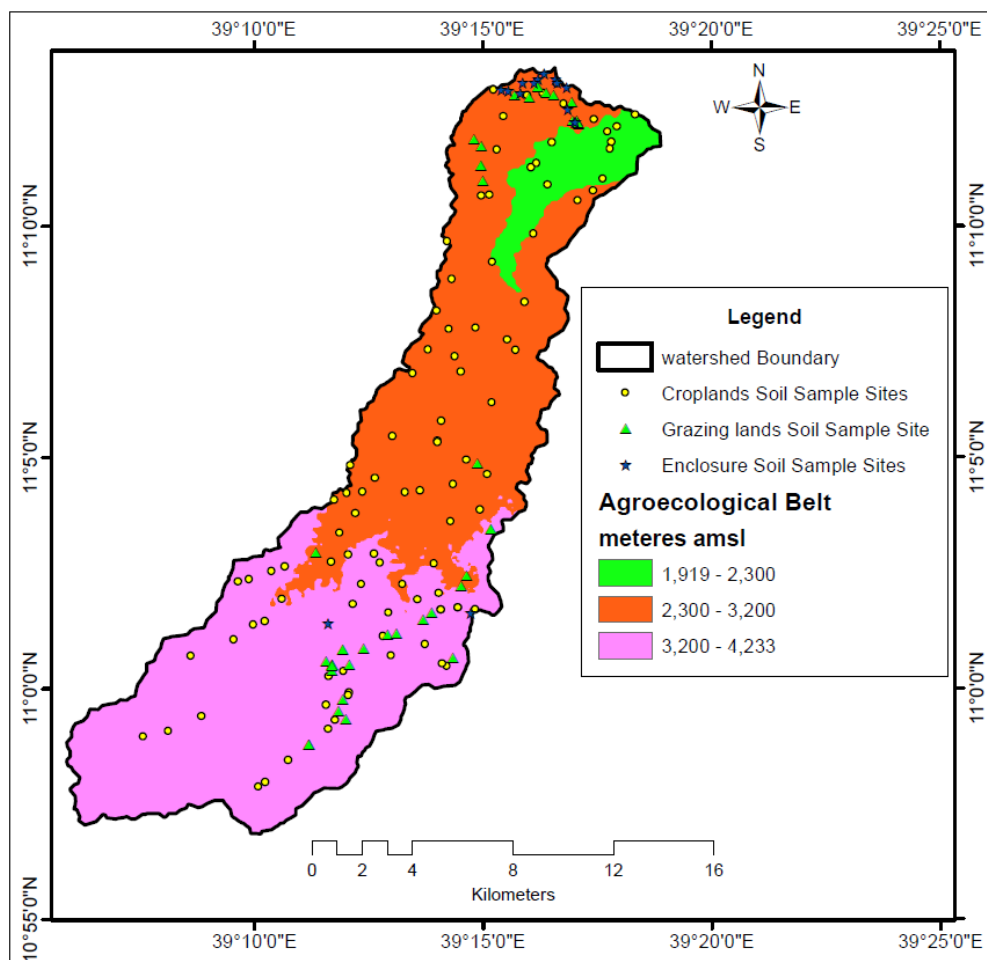 39°10'0"E 39°15'0"E 39°20'0"E 39°25'0"E
N
W E
S
11°10'0"N 11°10'0"N
Legend
watershed Boundary
Croplands Soil Sample Sites
Grazing lands Soil Sample Site
Enclosure Soil Sample Sites
11°5'0"N 11°5'0"N
Agroecological Belt
meteres amsl
1,919 - 2,300
2,300 - 3,200
3,200 - 4,233
11°0'0"N 11°0'0"N
0 2 4 8 12 16
Kilometers
10°55'0"N 10°55'0"N
39°10'0"E 39°15'0"E 39°20'0"E 39°25'0"E